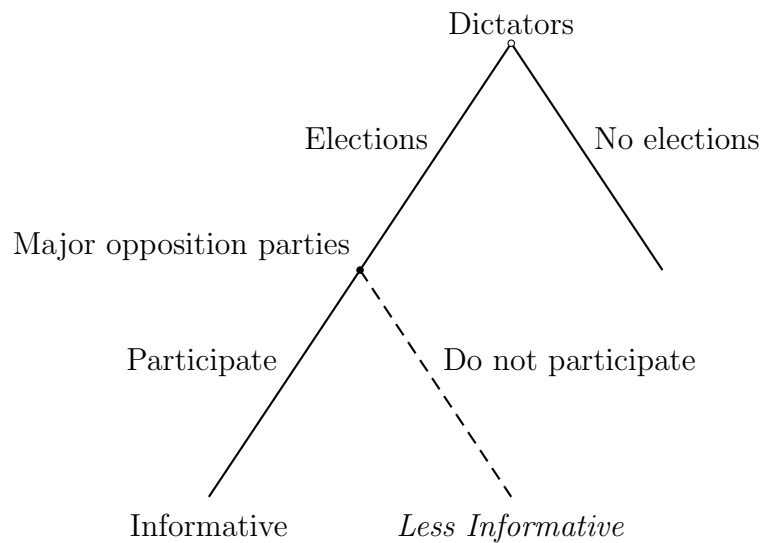 Dictators
Elections
No elections
Major opposition parties
Participate
Do not participate
Informative
Less Informative